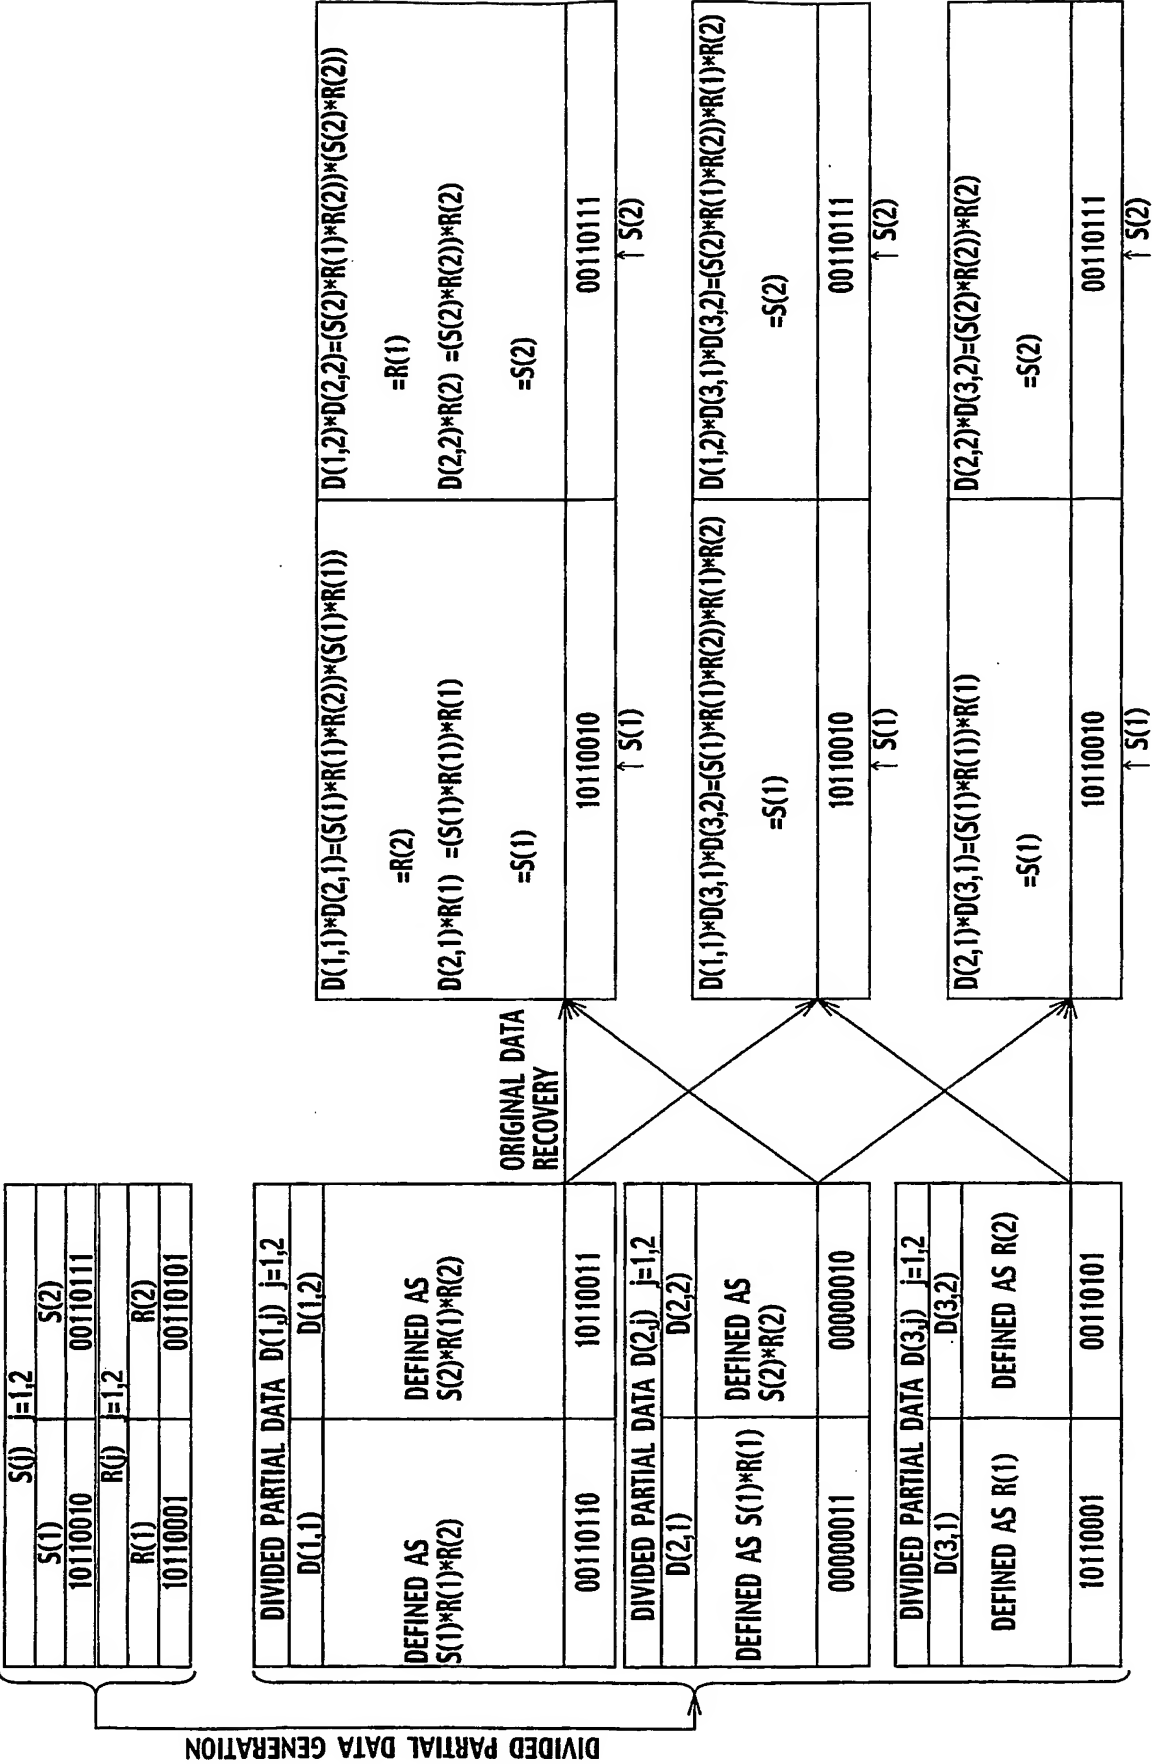 S(j) j=1,2
S(1) S(2)
10110010 00110111
R(j) j=1,2
R(1) R(2)
10110001 00110101
DIVIDED PARTIAL DATA GENERATION
DIVIDED PARTIAL DATA D(1,j) j=1,2
D(1,1) D(1,2)
DEFINED AS
S(1)*R(1)*R(2)
DEFINED AS
S(2)*R(1)*R(2)
00110110 10110011
DIVIDED PARTIAL DATA D(2,j) j=1,2
D(2,1) D(2,2)
DEFINED AS S(1)*R(1)
DEFINED AS
S(2)*R(2)
00000011 00000010
DIVIDED PARTIAL DATA D(3,j) j=1,2
D(3,1) D(3,2)
DEFINED AS R(1) DEFINED AS R(2)
10110001 00110101
ORIGINAL DATA
RECOVERY
D(1,1)*D(2,1)=(S(1)*R(1)*R(2))*(S(1)*R(1))
=R(2)
D(2,1)*R(1) =(S(1)*R(1))*R(1)
=S(1)
10110010
↑ S(1)
D(1,2)*D(2,2)=(S(2)*R(1)*R(2))*(S(2)*R(2))
=R(1)
D(2,2)*R(2) =(S(2)*R(2))*R(2)
=S(2)
00110111
↑ S(2)
D(1,1)*D(3,1)*D(3,2)=(S(1)*R(1)*R(2))*R(1)*R(2)
=S(1)
10110010
↑ S(1)
D(1,2)*D(3,1)*D(3,2)=(S(2)*R(1)*R(2))*R(1)*R(2)
=S(2)
00110111
↑ S(2)
D(2,1)*D(3,1)=(S(1)*R(1))*R(1)
=S(1)
10110010
↑ S(1)
D(2,2)*D(3,2)=(S(2)*R(2))*R(2)
=S(2)
00110111
↑ S(2)